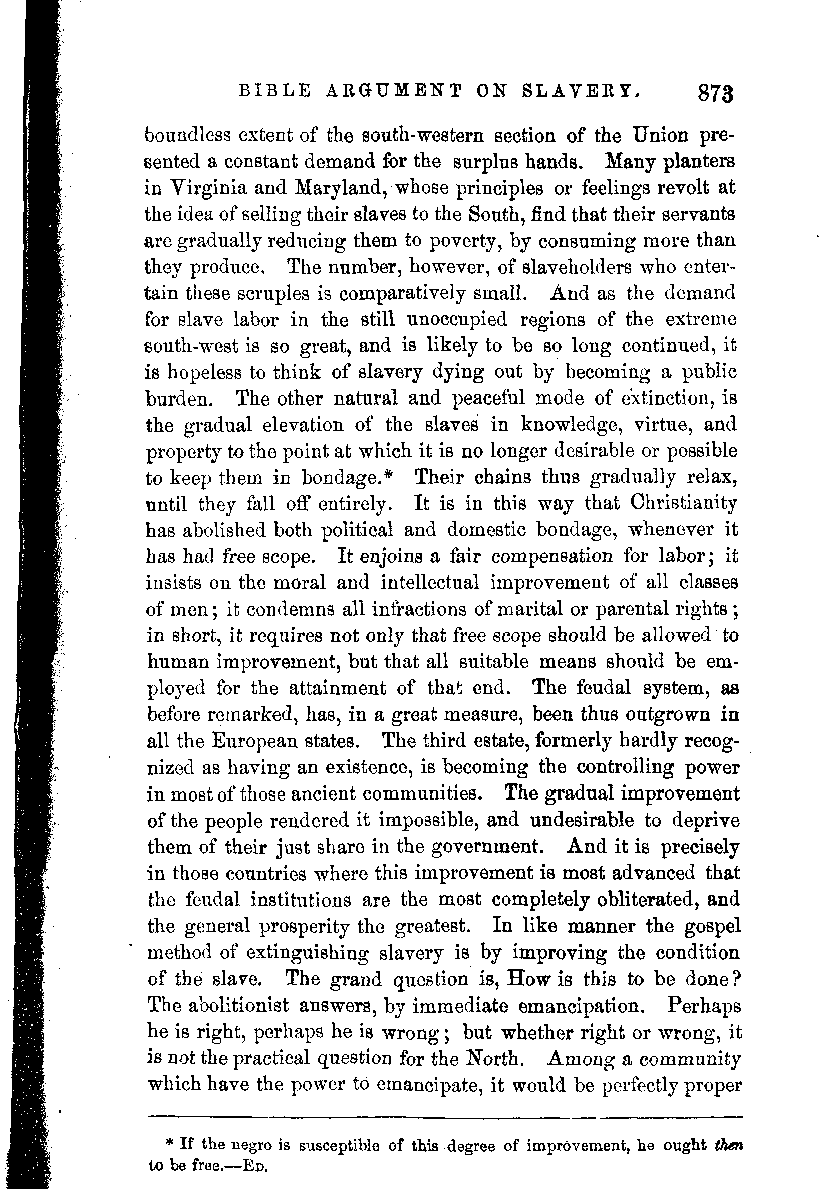 BIBLE ARGUMENT ON SLAVERY. 873
boundless extent of the south-western section of the Union pre-
sented a constant demand for the surplus hands. Many planters
in Virginia and Maryland, whose principles or feelings revolt at
the idea of selling their slaves to the South, find that their servants
are gradually reducing them to poverty, by consuming more than
they produce. The number, however, of slaveholders who enter-
tain these scruples is comparatively small. And as the demand
for slave labor in the still unoccupied regions of the extreme
south-west is so great, and is likely to be so long continued, it
is hopeless to think of slavery dying out by becoming a public
burden. The other natural and peaceful mode of extinction, is
the gradual elevation of the slaves in knowledge, virtue, and
property to the point at which it is no longer desirable or possible
to keep them in bondage.* Their chains thus gradually relax,
until they fall off entirely. It is in this way that Christianity
has abolished both political and domestic bondage, whenever it
has had free scope. It enjoins a fair compensation for labor; it
insists on the moral and intellectual improvement of all classes
of men; it condemns all infractions of marital or parental rights;
in short, it requires not only that free scope should be allowed to
human improvement, but that all suitable means should be em-
ployed for the attainment of that end. The feudal system, as
before remarked, has, in a great measure, been thus outgrown in
all the European states. The third estate, formerly hardly recog-
nized as having an existence, is becoming the controlling power
in most of those ancient communities. The gradual improvement
of the people rendered it impossible, and undesirable to deprive
them of their just share in the government. And it is precisely
in those countries where this improvement is most advanced that
the feudal institutions are the most completely obliterated, and
the general prosperity the greatest. In like manner the gospel
method of extinguishing slavery is by improving the condition
of the slave. The grand question is, How is this to be done?
The abolitionist answers, by immediate emancipation. Perhaps
he is right, perhaps he is wrong; but whether right or wrong, it
is not the practical question for the North. Among a community
which have the power to emancipate, it would be perfectly proper
* If the negro is susceptible of this degree of improvement, he ought then
to be free.—ED.